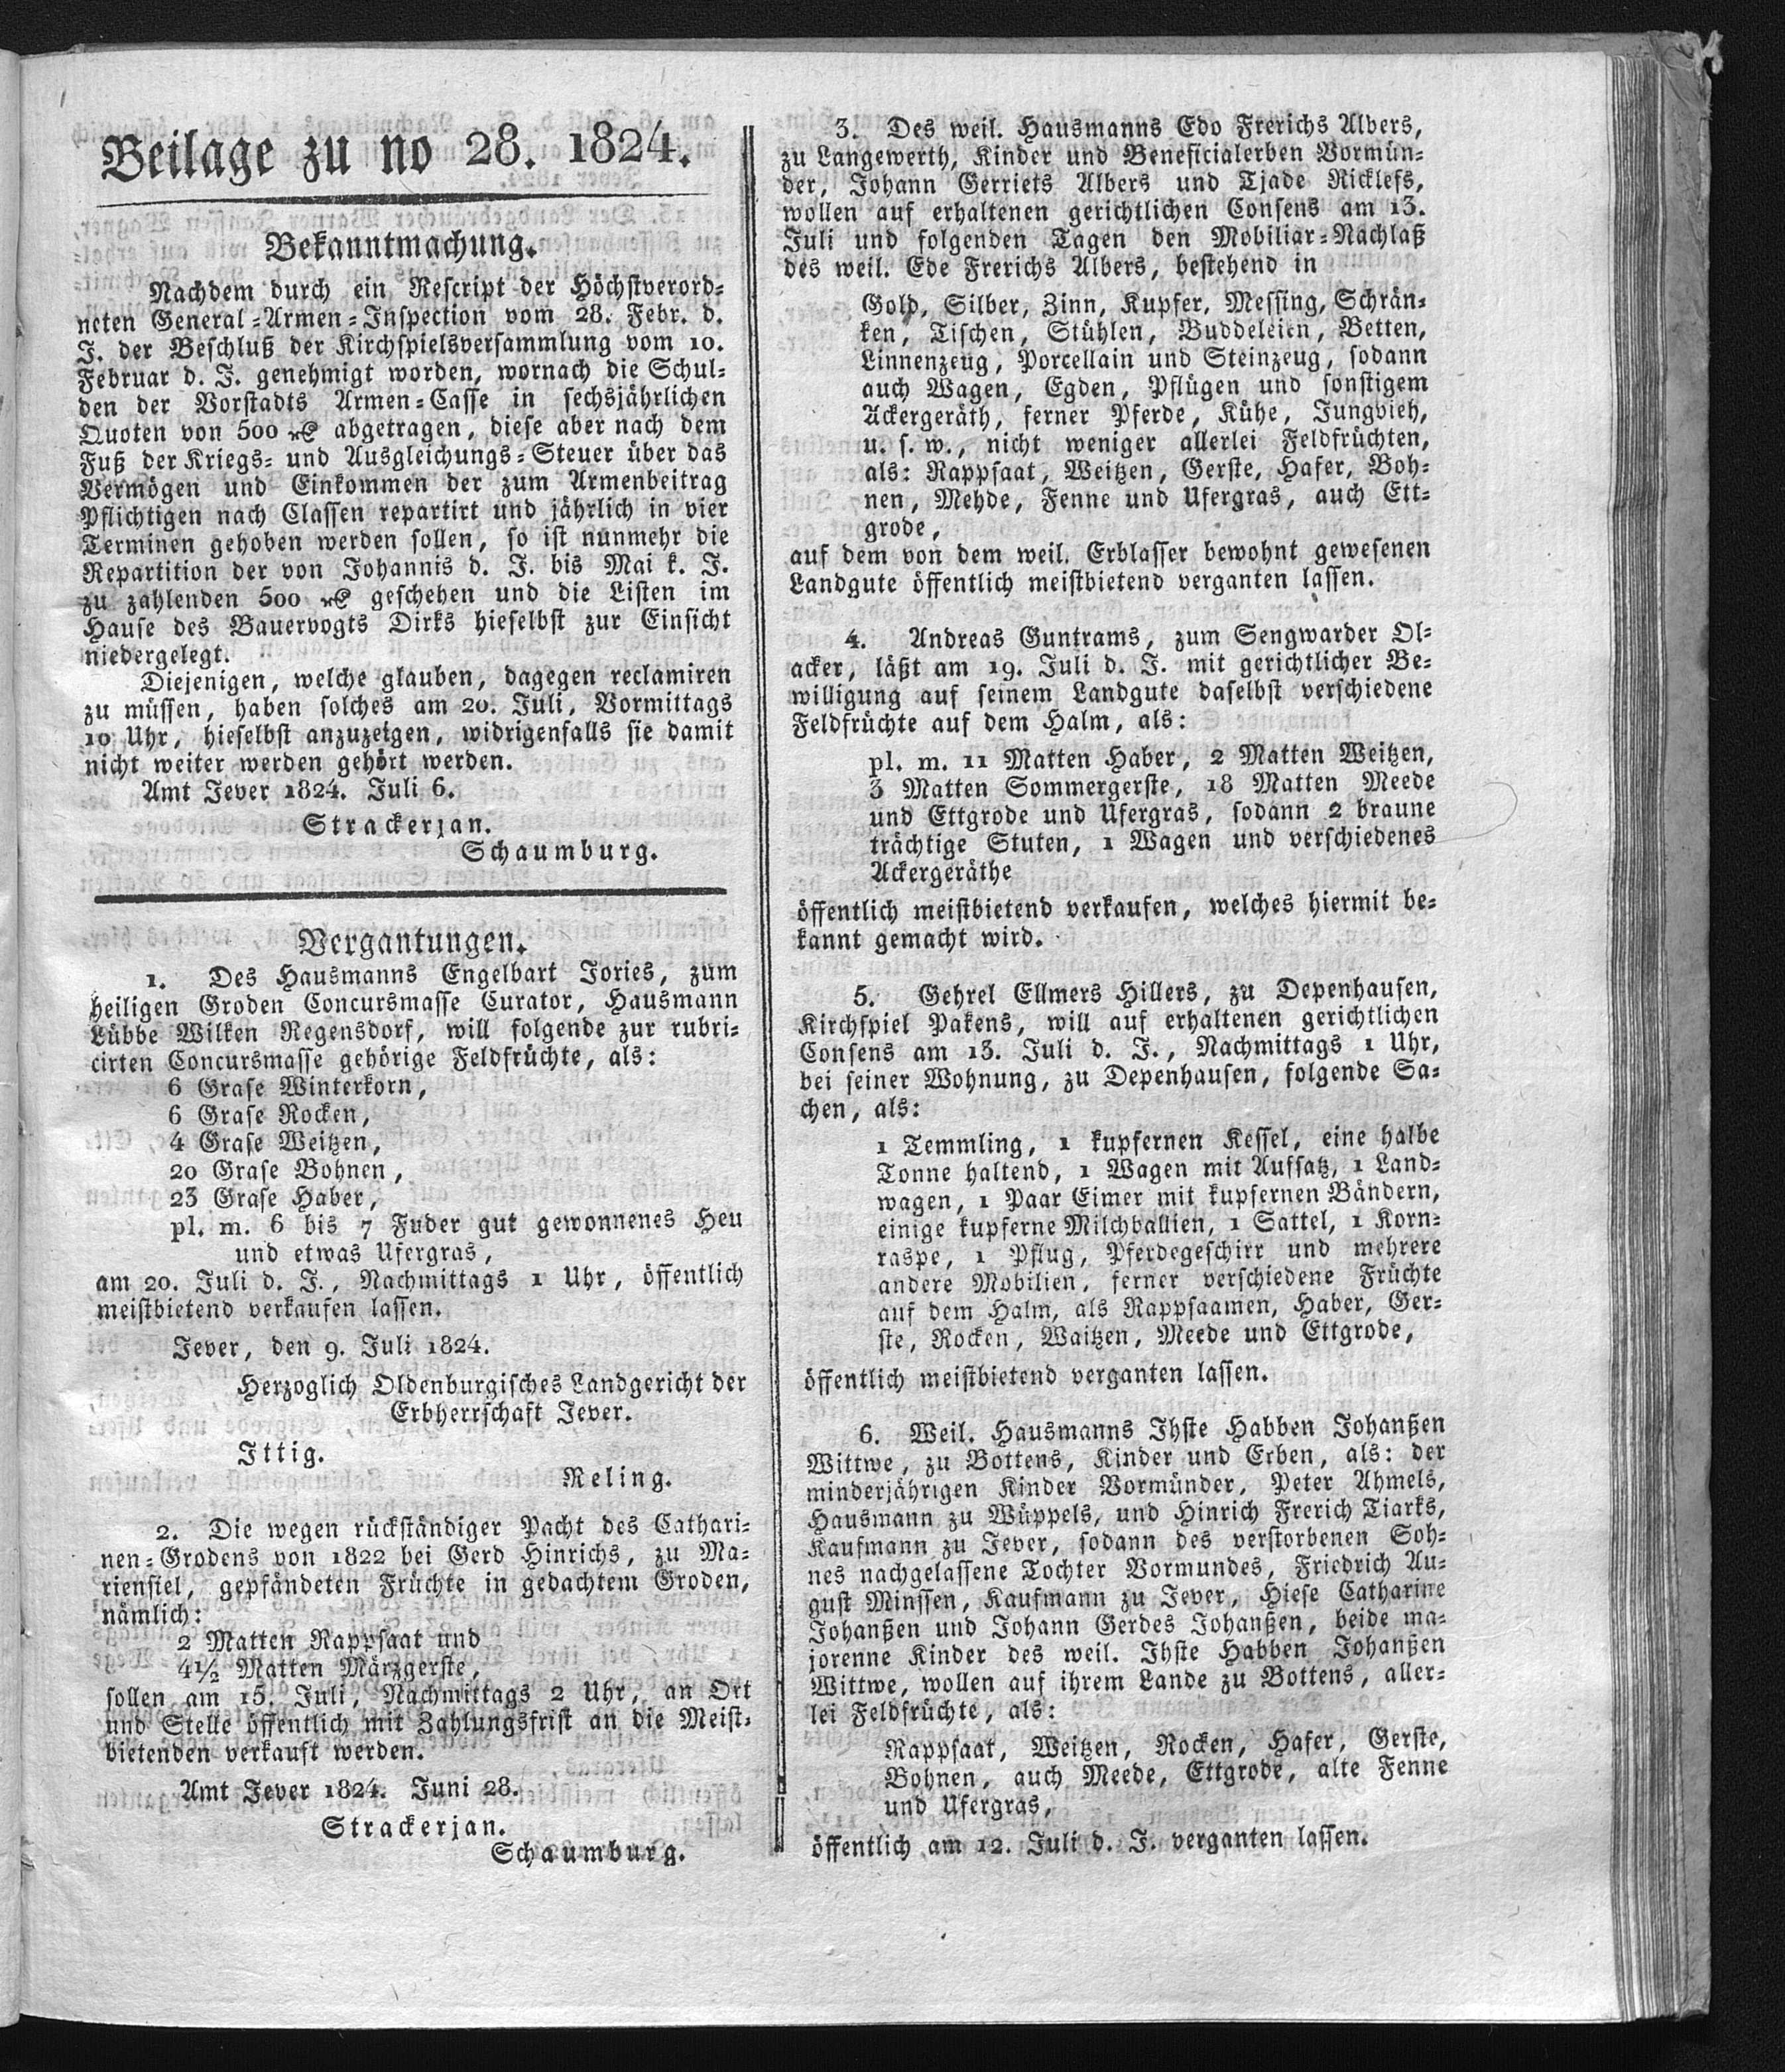 Beilage zu no 28. 1824.
Bekanntmachung.
Nachdem durch ein Rescript der Höchstverord-
neten General-Armen-Inspection vom 28. Febr. d.
J. der Beschluß der Kirchspielsversammlung vom 10.
Februar d. J. genehmigt worden, wornach die Schul-
den der Vorstadts Armen-Casse in sechsjährlichen
Quoten von 500 abgetragen, diese aber nach dem
Fuß der Kriegs- und Ausgleichungs-Steuer über das
Vermögen und Einkommen der zum Armenbeitrag
Pflichtigen nach Classen repartirt und jährlich in vier
Terminen gehoben werden sollen, so ist nunmehr die
Repartition der von Johannis d. J. bis Mai k. J.
zu zahlenden 500 geschehen und die Listen im
Hause des Bauervogts Dirks hieselbst zur Einsicht
niedergelegt.
Diejenigen, welche glauben, dagegen reclamiren
zu müssen, haben solches am 20. Juli, Vormittags
10 Uhr, hieselbst anzuzeigen, widrigenfalls sie damit
nicht weiter werden gehört werden.
Amt Jever 1824. Juli 6.
Strackerjan.
Schaumburg.
Vergantungen.
1. Des Hausmanns Engelbart Jories, zum
heiligen Groden Concursmasse Curator, Hausmann
Lübbe Wilken Regensdorf, will folgende zur rubri-
cirten Concursmasse gehörige Feldfrüchte, als:
6 Grase Winterkorn,
6 Grase Rocken,
4 Grase Weitzen,
20 Grase Bohnen,
23 Grase Haber,
pl. m. 6 bis 7 Fuder gut gewonnenes Heu
und etwas Ufergras,
am 20. Juli d. J., Nachmittags 1 Uhr, öffentlich
meistbietend verkaufen lassen.
Jever, den 9. Juli 1824.
Herzoglich Oldenburgisches Landgericht der
Erbherrschaft Jever.
Ittig.
Reling.
2. Die wegen rückständiger Pacht des Cathari-
nen-Grodens von 1822 bei Gerd Hinrichs, zu Ma-
riensiel, gepfändeten Früchte in gedachtem Groden,
nämlich:
2 Matten Rappsaat und
4½ Matten Märzgerste,
sollen am 15. Juli, Nachmittags 2 Uhr, an Ort
und Stelle öffentlich mit Zahlungsfrist an die Meist-
bietenden verkauft werden.
Amt Jever 1824. Juni 28.
Strackerjan.
Schaumburg.
3. Des weil. Hausmanns Edo Frerichs Albers,
zu Langewerth, Kinder und Beneficialerben Vormün-
der, Johann Gerriets Albers und Tjade Ricklefs,
wollen auf erhaltenen gerichtlichen Consens am 13.
Juli und folgenden Tagen den Mobiliar-Nachlaß
des weil. Ede Frerichs Albers, bestehend in
Gold, Silber, Zinn, Kupfer, Messing, Schrän-
ken, Tischen, Stühlen, Buddeleien, Betten,
Linnenzeug, Porcellain und Steinzeug, sodann
auch Wagen, Egden, Pflügen und sonstigem
Ackergeräth, ferner Pferde, Kühe, Jungvieh,
u. s. w., nicht weniger allerlei Feldfrüchten,
als: Rappsaat, Weitzen, Gerste, Hafer, Boh-
nen, Mehde, Fenne und Ufergras, auch Ett-
grode,
auf dem von dem weil. Erblasser bewohnt gewesenen
Landgute öffentlich meistbietend verganten lassen.
4. Andreas Guntrams, zum Sengwarder Ol-
acker, läßt am 19. Juli d. J. mit gerichtlicher Be-
willigung auf seinem Landgute daselbst verschiedene
Feldfrüchte auf dem Halm, als:
pl. m. 11 Matten Haber, 2 Matten Weitzen,
3 Matten Sommergerste, 18 Matten Meede
und Ettgrode und Ufergras, sodann 2 braune
trächtige Stuten, 1 Wagen und verschiedenes
Ackergeräthe
öffentlich meistbietend verkaufen, welches hiermit be-
kannt gemacht wird.
5. Gehrel Ellmers Hillers, zu Depenhausen,
Kirchspiel Pakens, will auf erhaltenen gerichtlichen
Consens am 13. Juli d. J., Nachmittags 1 Uhr,
bei seiner Wohnung, zu Depenhausen, folgende Sa-
chen, als:
1 Temmling, 1 kupfernen Kessel, eine halbe
Tonne haltend, 1 Wagen mit Aufsatz, 1 Land-
wagen, 1 Paar Eimer mit kupfernen Bändern,
einige kupferne Milchballien, 1 Sattel, 1 Korn-
raspe, 1 Pflug, Pferdegeschirr und mehrere
andere Mobilien, ferner verschiedene Früchte
auf dem Halm, als Rappsaamen, Haber, Ger-
ste, Rocken, Waitzen, Meede und Ettgrode,
öffentlich meistbietend verganten lassen.
6. Weil. Hausmanns Ihste Habben Johanßen
Wittwe, zu Bottens, Kinder und Erben, als: der
minderjährigen Kinder Vormünder, Peter Ahmels,
Hausmann zu Wüppels, und Hinrich Frerich Tiarks,
Kaufmann zu Jever, sodann des verstorbenen Soh-
nes nachgelassene Tochter Vormundes, Friedrich Au-
gust Minssen, Kaufmann zu Jever, Hiese Catharine
Johanßen und Johann Gerdes Johanßen, beide ma-
jorenne Kinder des weil. Ihste Habben Johanßen
Wittwe, wollen auf ihrem Lande zu Bottens, aller-
lei Feldfrüchte, als:
Rappsaat, Weitzen, Rocken, Hafer, Gerste,
Bohnen, auch Meede, Ettgrode, alte Fenne
und Ufergras,
öffentlich am 12. Juli d. J. verganten lassen.